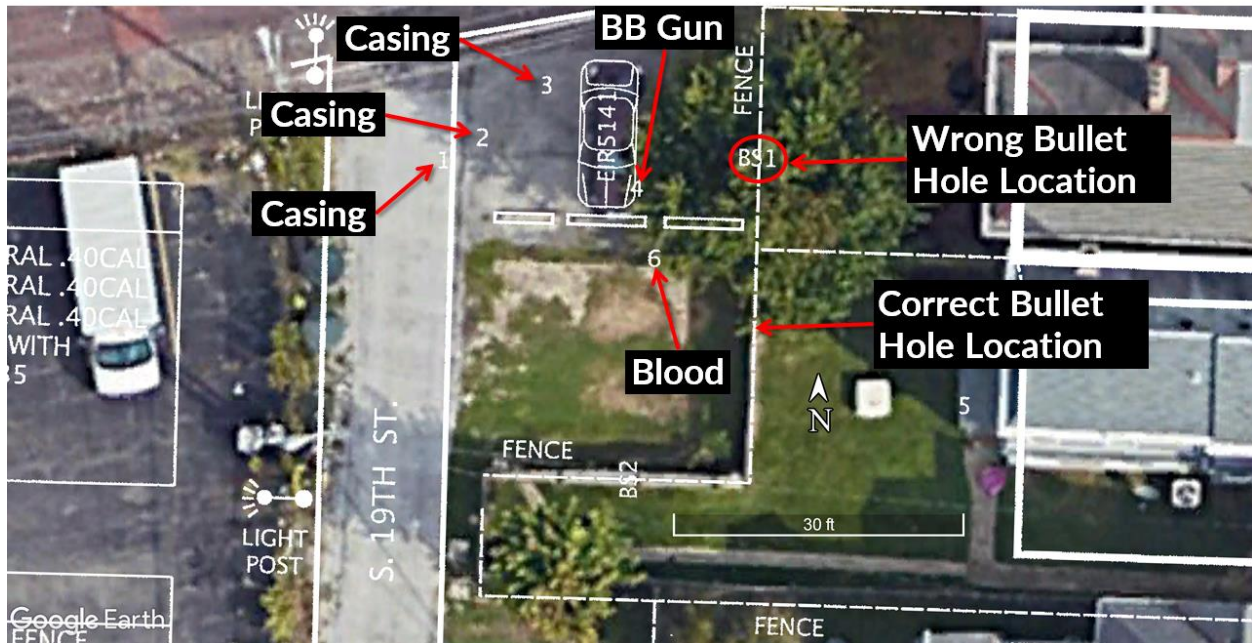 Casing
BB Gun
FENCE
3
EIR5141
Casing
2
1
BS1
Wrong Bullet
Hole Location
4
Casing
6
RAL .40CAL
RAL .40CAL
RAL .40CAL
WITH
Correct Bullet
Hole Location
Blood
N
5
S. 19TH ST.
FENCE
BS2
30 ft
LIGHT
POST
Google Earth
FENCE
FENCE